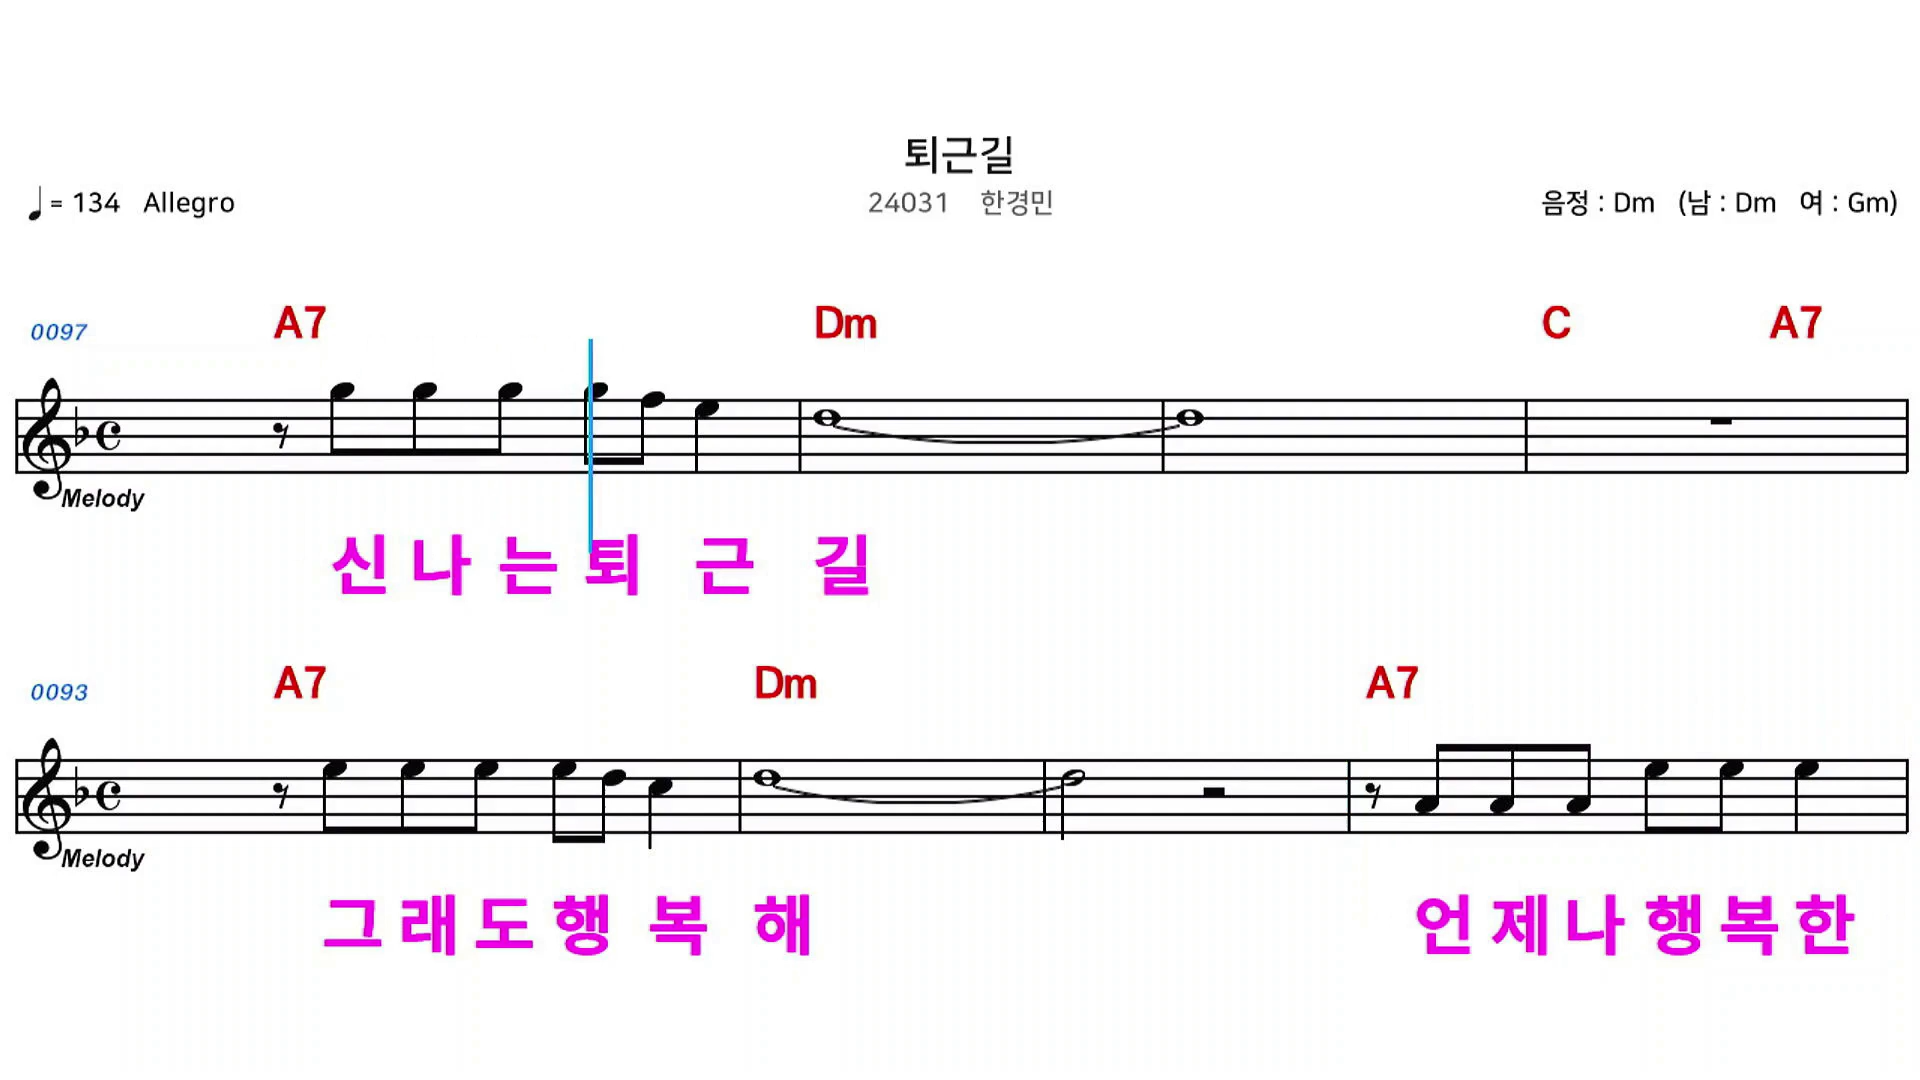 퇴근길
♩= 134 Allegro 24031 한경민 음정 : Dm (남 : Dm 여 : Gm)
0097 A7 Dm C A7
Melody
신 나 는 퇴 근 길
0093 A7 Dm A7
Melody
그 래 도 행 복 해 언 제 나 행 복 한